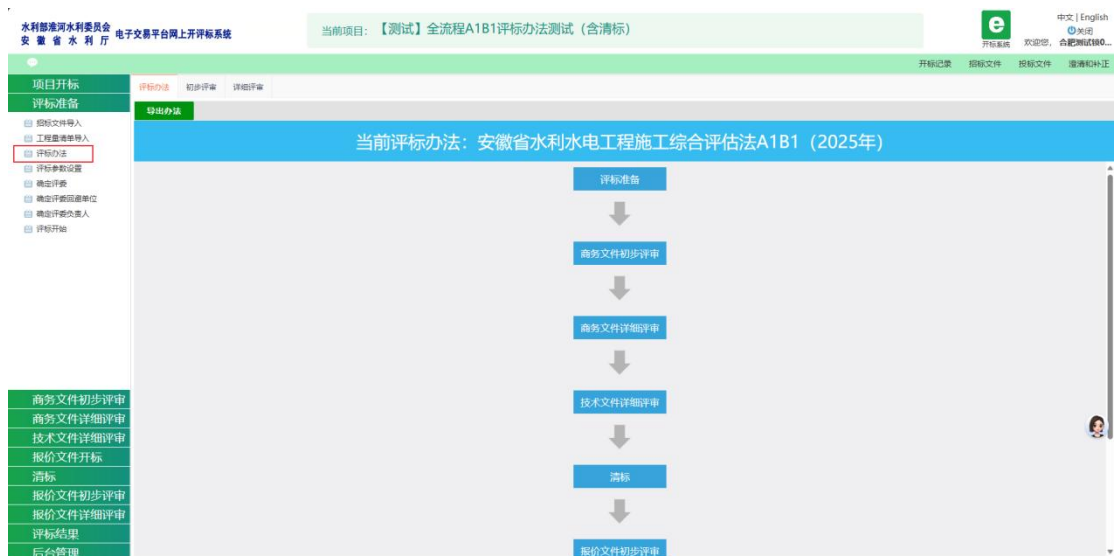 水利部淮河水利委员会
安徽省水利厅
电子交易平台网上开评标系统
当前项目：【测试】全流程A1B1评标办法测试（含清标）
e
开标系统
中文 | English
关闭
欢迎您，
开标记录 招标文件 投标文件 澄清和补正
项目开标
评标准备
招标文件导入
工程量清单导入
评标办法
评标参数设置
确定评委
确定评委回避单位
确定评委负责人
评标开始
商务文件初步评审
商务文件详细评审
技术文件详细评审
报价文件开标
清标
报价文件初步评审
报价文件详细评审
评标结果
后台管理
评标办法 初步评审 详细评审
导出办法
当前评标办法：安徽省水利水电工程施工综合评估法A1B1（2025年）
评标准备
商务文件初步评审
商务文件详细评审
技术文件详细评审
清标
报价文件初步评审